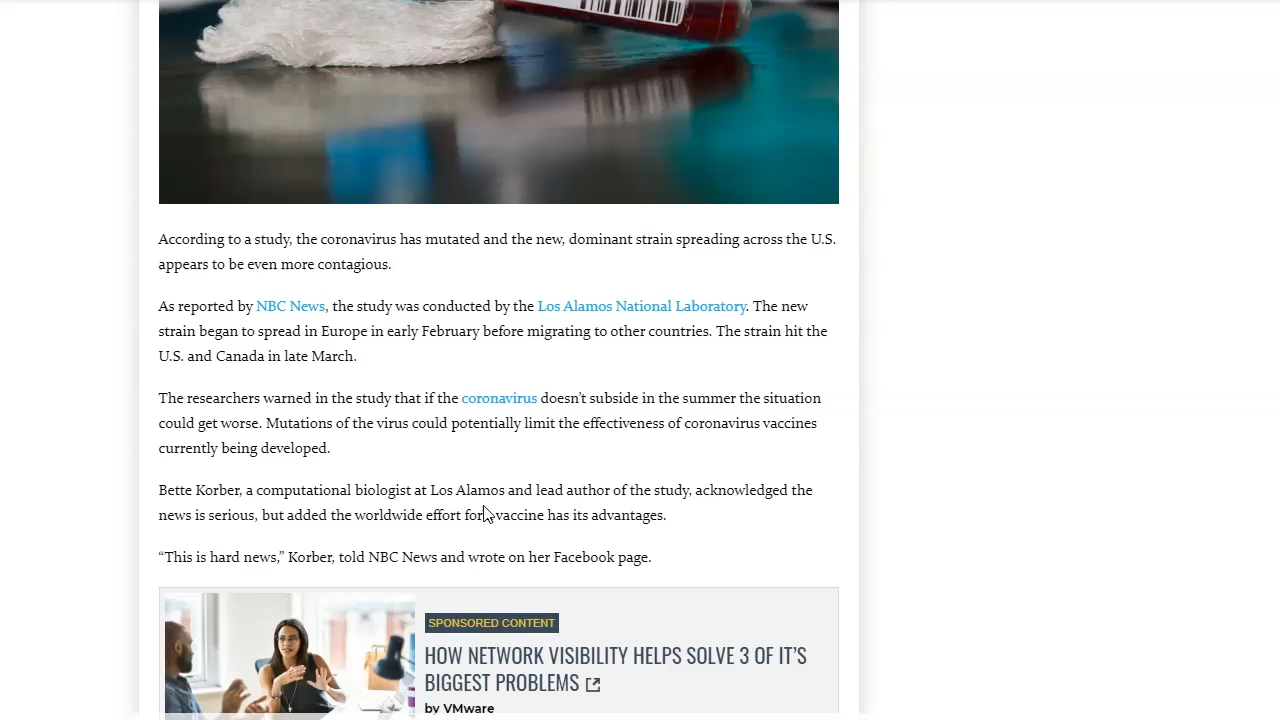 According to a study, the coronavirus has mutated and the new, dominant strain spreading across the U.S.
appears to be even more contagious.
As reported by NBC News, the study was conducted by the Los Alamos National Laboratory. The new
strain began to spread in Europe in early February before migrating to other countries. The strain hit the
U.S. and Canada in late March.
The researchers warned in the study that if the coronavirus doesn’t subside in the summer the situation
could get worse. Mutations of the virus could potentially limit the effectiveness of coronavirus vaccines
currently being developed.
Bette Korber, a computational biologist at Los Alamos and lead author of the study, acknowledged the
news is serious, but added the worldwide effort for vaccine has its advantages.
“This is hard news,” Korber, told NBC News and wrote on her Facebook page.
SPONSORED CONTENT
HOW NETWORK VISIBILITY HELPS SOLVE 3 OF IT’S
BIGGEST PROBLEMS
by VMware